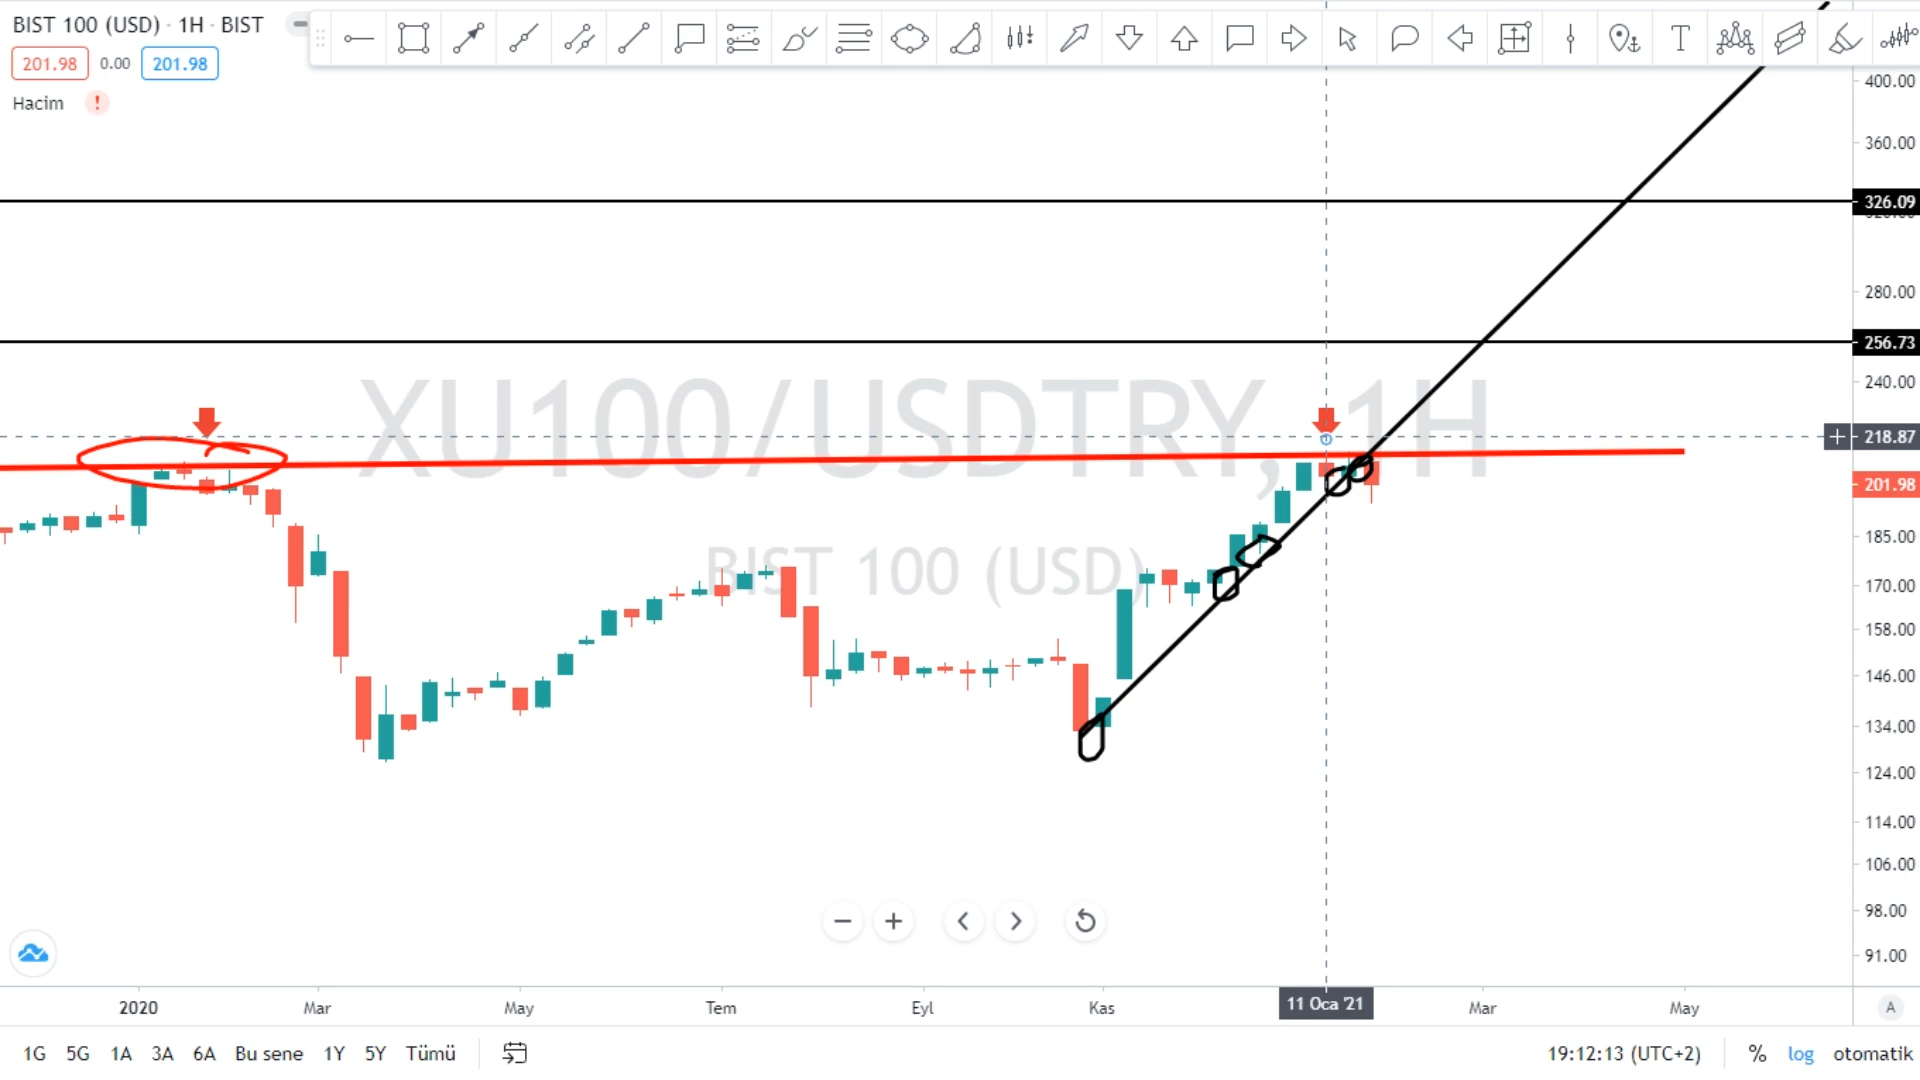 BIST 100 (USD) · 1H · BIST
201.98 0.00 201.98
Hacim !
XU100/USDTRY, 1H
BIST 100 (USD)
400.00
360.00
326.09
280.00
256.73
240.00
218.87
201.98
185.00
170.00
158.00
146.00
134.00
124.00
114.00
106.00
98.00
91.00
2020 Mar May Tem Eyl Kas 11 Oca '21 Mar May A
1G 5G 1A 3A 6A Bu sene 1Y 5Y Tümü 19:12:13 (UTC+2) % log otomatik